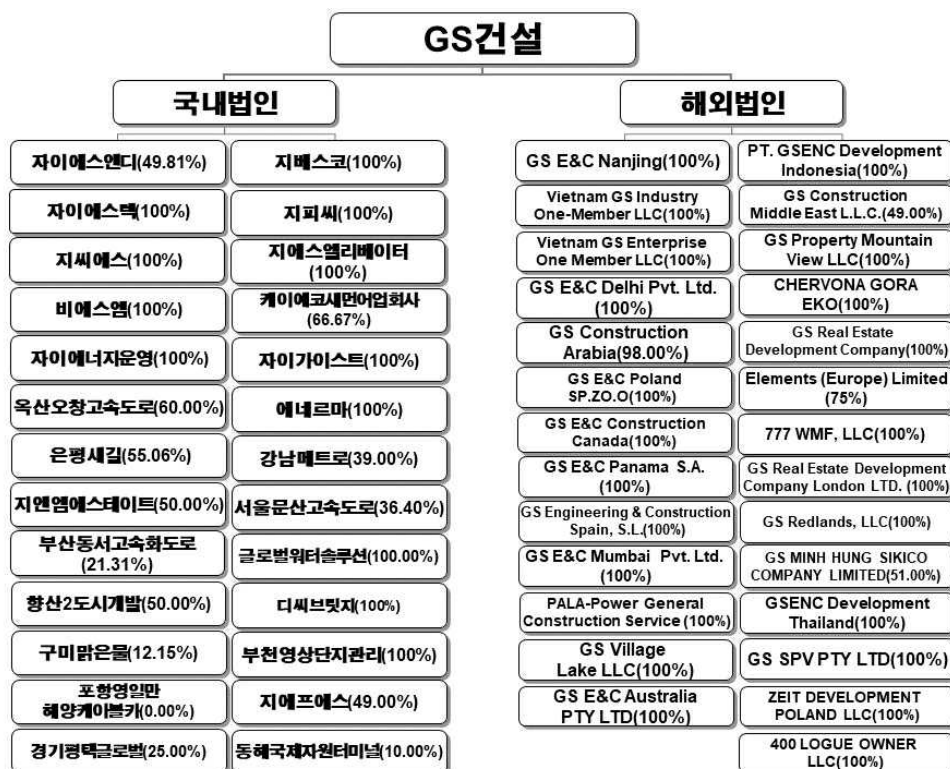 GS건설
국내법인
자이에스앤디(49.81%)
자이에스텍(100%)
지씨에스(100%)
비에스엠(100%)
자이에너지운영(100%)
옥산오창고속도로(60.00%)
은평새길(55.06%)
지앤엠에스테이트(50.00%)
부산동서고속화도로
(21.31%)
향산2도시개발(50.00%)
구미맑은물(12.15%)
포항영일만
해양케이블카(0.00%)
경기평택글로벌(25.00%)
지베스코(100%)
지피씨(100%)
지에스엘리베이터
(100%)
케이에코새먼어업회사
(66.67%)
자이가이스트(100%)
에네르마(100%)
강남메트로(39.00%)
서울문산고속도로(36.40%)
글로벌워터솔루션(100.00%)
디씨브릿지(100%)
부천영상단지관리(100%)
지에프에스(49.00%)
동해국제자원터미널(10.00%)
해외법인
GS E&C Nanjing(100%)
Vietnam GS Industry
One-Member LLC(100%)
Vietnam GS Enterprise
One Member LLC(100%)
GS E&C Delhi Pvt. Ltd.
(100%)
GS Construction
Arabia(98.00%)
GS E&C Poland
SP.ZO.O(100%)
GS E&C Construction
Canada(100%)
GS E&C Panama S.A.
(100%)
GS Engineering & Construction
Spain, S.L.(100%)
GS E&C Mumbai Pvt. Ltd.
(100%)
PALA-Power General
Construction Service (100%)
GS Village
Lake LLC(100%)
GS E&C Australia
PTY LTD(100%)
PT. GSENC Development
Indonesia(100%)
GS Construction
Middle East L.L.C.(49.00%)
GS Property Mountain
View LLC(100%)
CHERVONA GORA
EKO(100%)
GS Real Estate
Development Company(100%)
Elements (Europe) Limited
(75%)
777 WMF, LLC(100%)
GS Real Estate Development
Company London LTD. (100%)
GS Redlands, LLC(100%)
GS MINH HUNG SIKICO
COMPANY LIMITED(51.00%)
GSENC Development
Thailand(100%)
GS SPV PTY LTD(100%)
ZEIT DEVELOPMENT
POLAND LLC(100%)
400 LOGUE OWNER
LLC(100%)